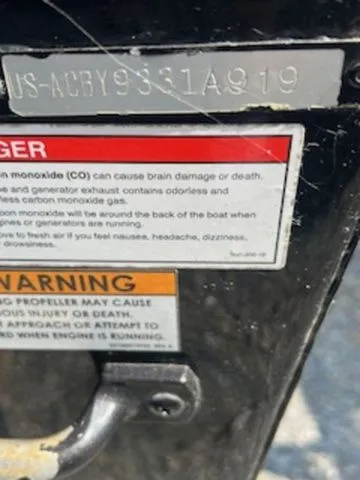 US-ACBY9331A919
GER
n monoxide (CO) can cause brain damage or death.
e and generator exhaust contains odorless and
less carbon monoxide gas.
bon monoxide will be around the back of the boat when
nes or generators are running.
ove to fresh air if you feel nausea, headache, dizziness,
drowsiness.
WARNING
NG PROPELLER MAY CAUSE
OUS INJURY OR DEATH.
T APPROACH OR ATTEMPT TO
RD WHEN ENGINE IS RUNNING.